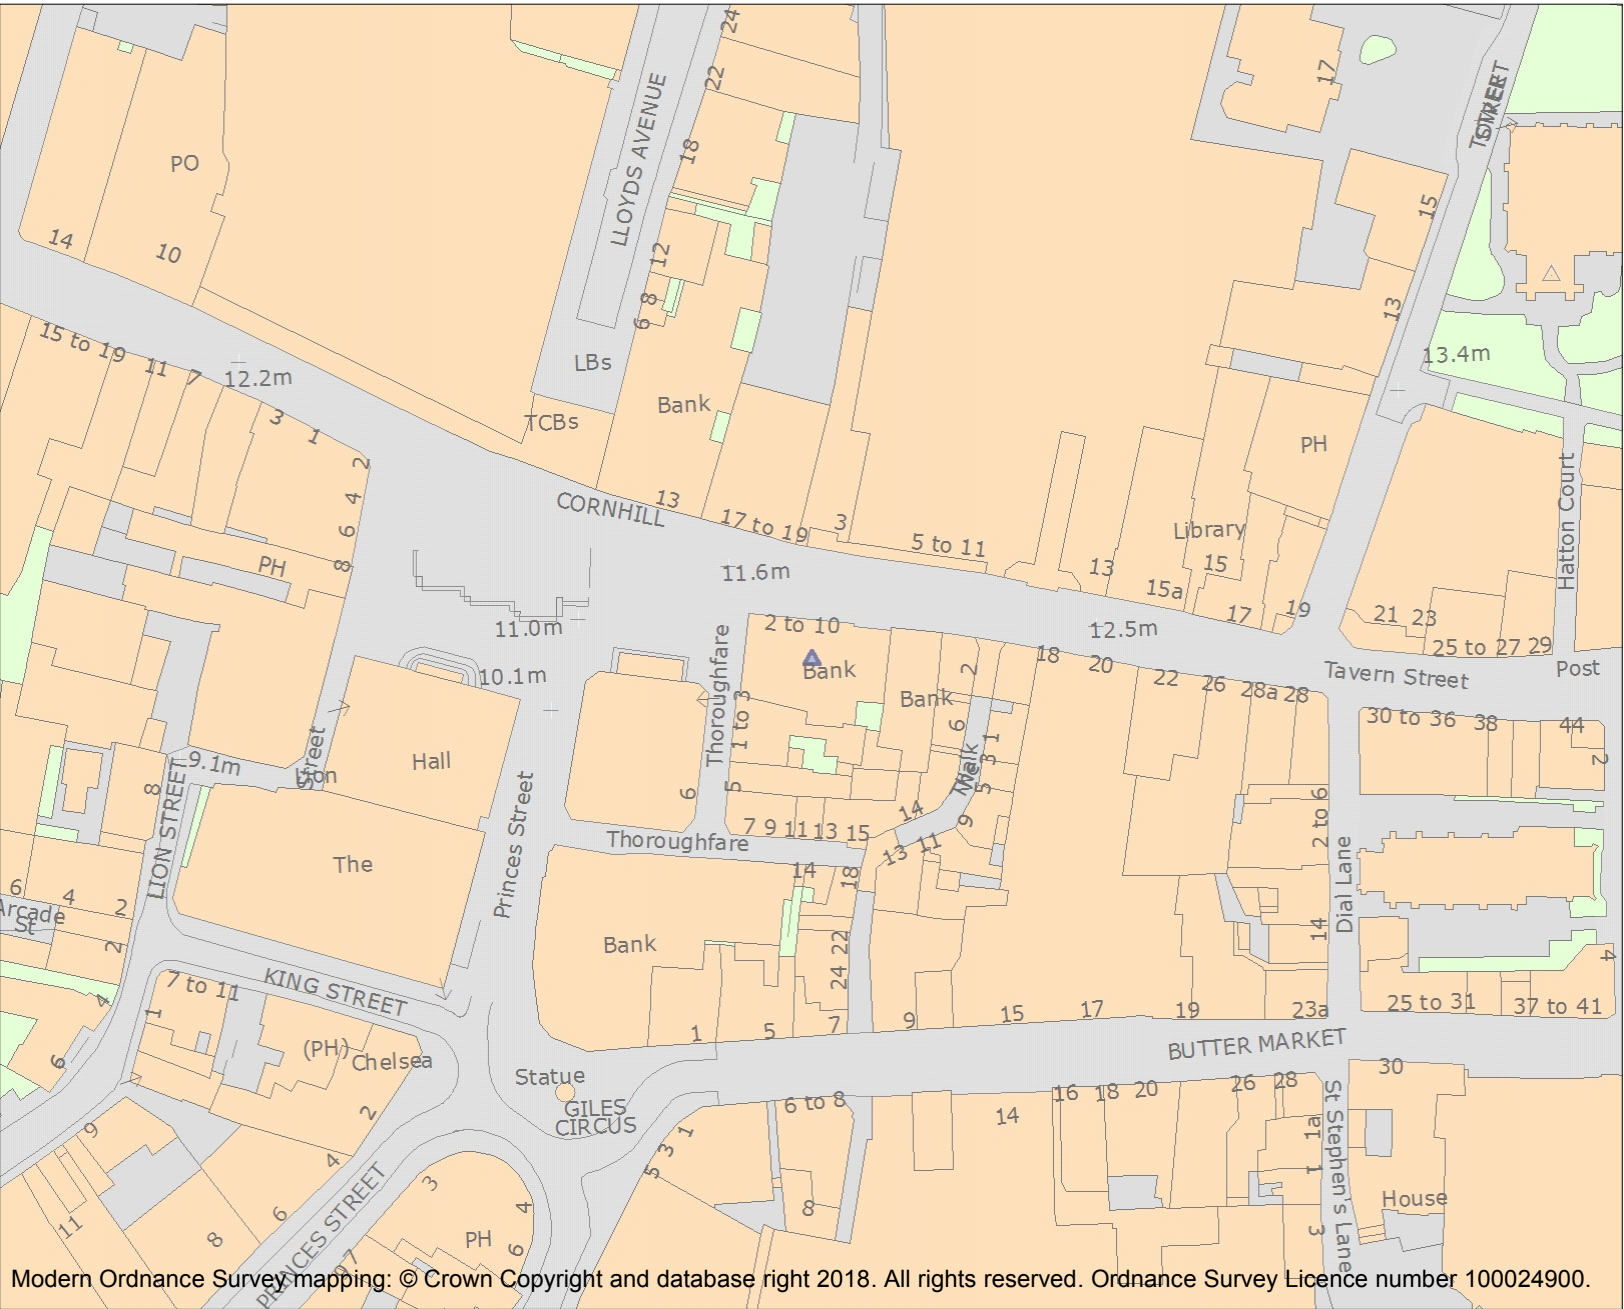 24
22
18
LLOYDS AVENUE
12
8
6
LBs
TCBs
Bank
PO
14
10
17
TOWER
STREET
15
13
13.4m
15 to 19
11
7
12.2m
3
1
2
4
6
8
PH
CORNHILL
13
17 to 19
3
5 to 11
11.6m
13
15a
Library
15
17
19
PH
Hatton Court
21
23
25 to 27
29
12.5m
Tavern Street
Post
11.0m
10.1m
2 to 10
Bank
Bank
2
6
Thoroughfare
1 to 3
5
6
18
20
22
26
28a
28
30 to 36
38
44
2
9.1m
Lion
Street
Hall
The
8
LION STREET
Princes Street
Thoroughfare
7
9
11
13
15
14
18
14
13
11
9
5
3
1
The
Walk
2 to 6
Dial Lane
14
6
4
2
Arcade
St
2
4
6
Bank
22
24
1
5
7
9
15
17
19
23a
25 to 31
37 to 41
4
KING STREET
7 to 11
1
(PH)
Chelsea
2
4
6
8
9
11
BUTTER MARKET
Statue
GILES
CIRCUS
1
3
5
6 to 8
8
14
16
18
20
26
28
1a
1
3
St Stephen's Lane
30
House
PRINCES STREET
3
4
6
PH
7
Modern Ordnance Survey mapping: © Crown Copyright and database right 2018. All rights reserved. Ordnance Survey Licence number 100024900.